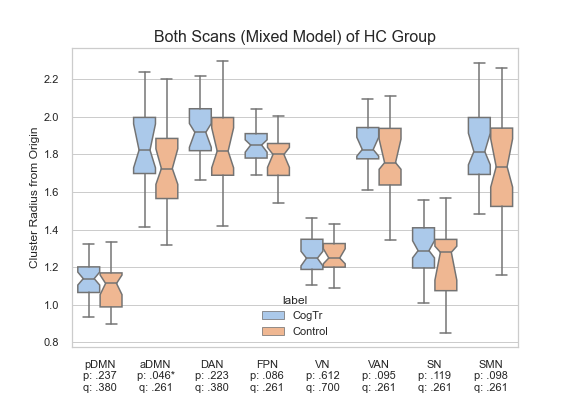 Both Scans (Mixed Model) of HC Group
Cluster Radius from Origin
2.2
2.0
1.8
1.6
1.4
1.2
1.0
0.8
label
CogTr
Control
pDMN aDMN DAN FPN VN VAN SN SMN
p: .237 p: .046* p: .223 p: .086 p: .612 p: .095 p: .119 p: .098
q: .380 q: .261 q: .380 q: .261 q: .700 q: .261 q: .261 q: .261